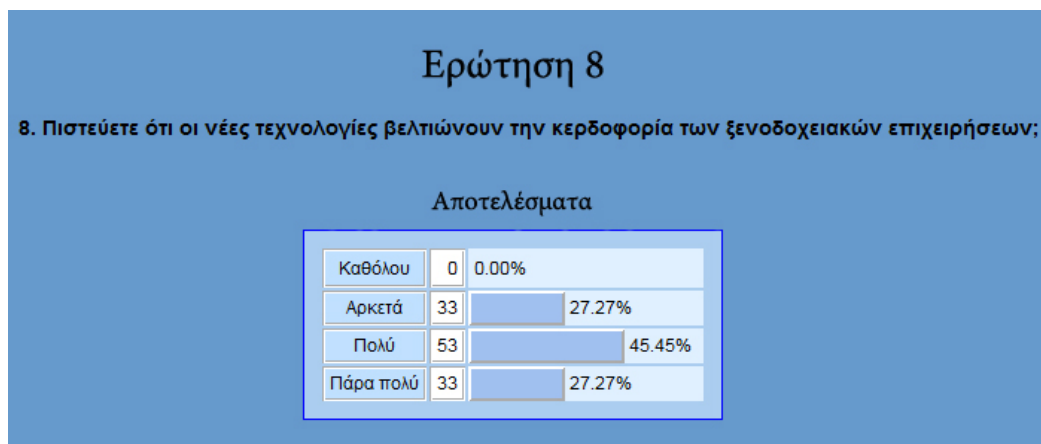 Ερώτηση 8
8. Πιστεύετε ότι οι νέες τεχνολογίες βελτιώνουν την κερδοφορία των ξενοδοχειακών επιχειρήσεων;
Αποτελέσματα
Καθόλου 0 0.00%
Αρκετά 33 27.27%
Πολύ 53 45.45%
Πάρα πολύ 33 27.27%